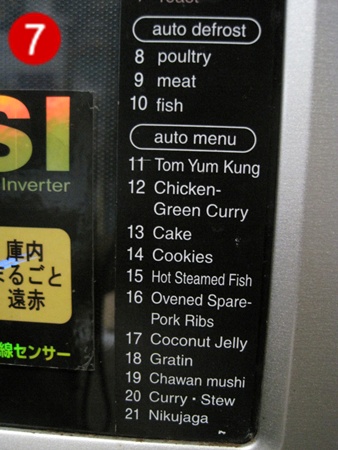 7
auto defrost
8 poultry
9 meat
10 fish
auto menu
11 Tom Yum Kung
12 Chicken-
Green Curry
13 Cake
14 Cookies
15 Hot Steamed Fish
16 Ovened Spare-
Pork Ribs
17 Coconut Jelly
18 Gratin
19 Chawan mushi
20 Curry・Stew
21 Nikujaga
SI
Inverter
庫内
まるごと
遠赤
線センサー